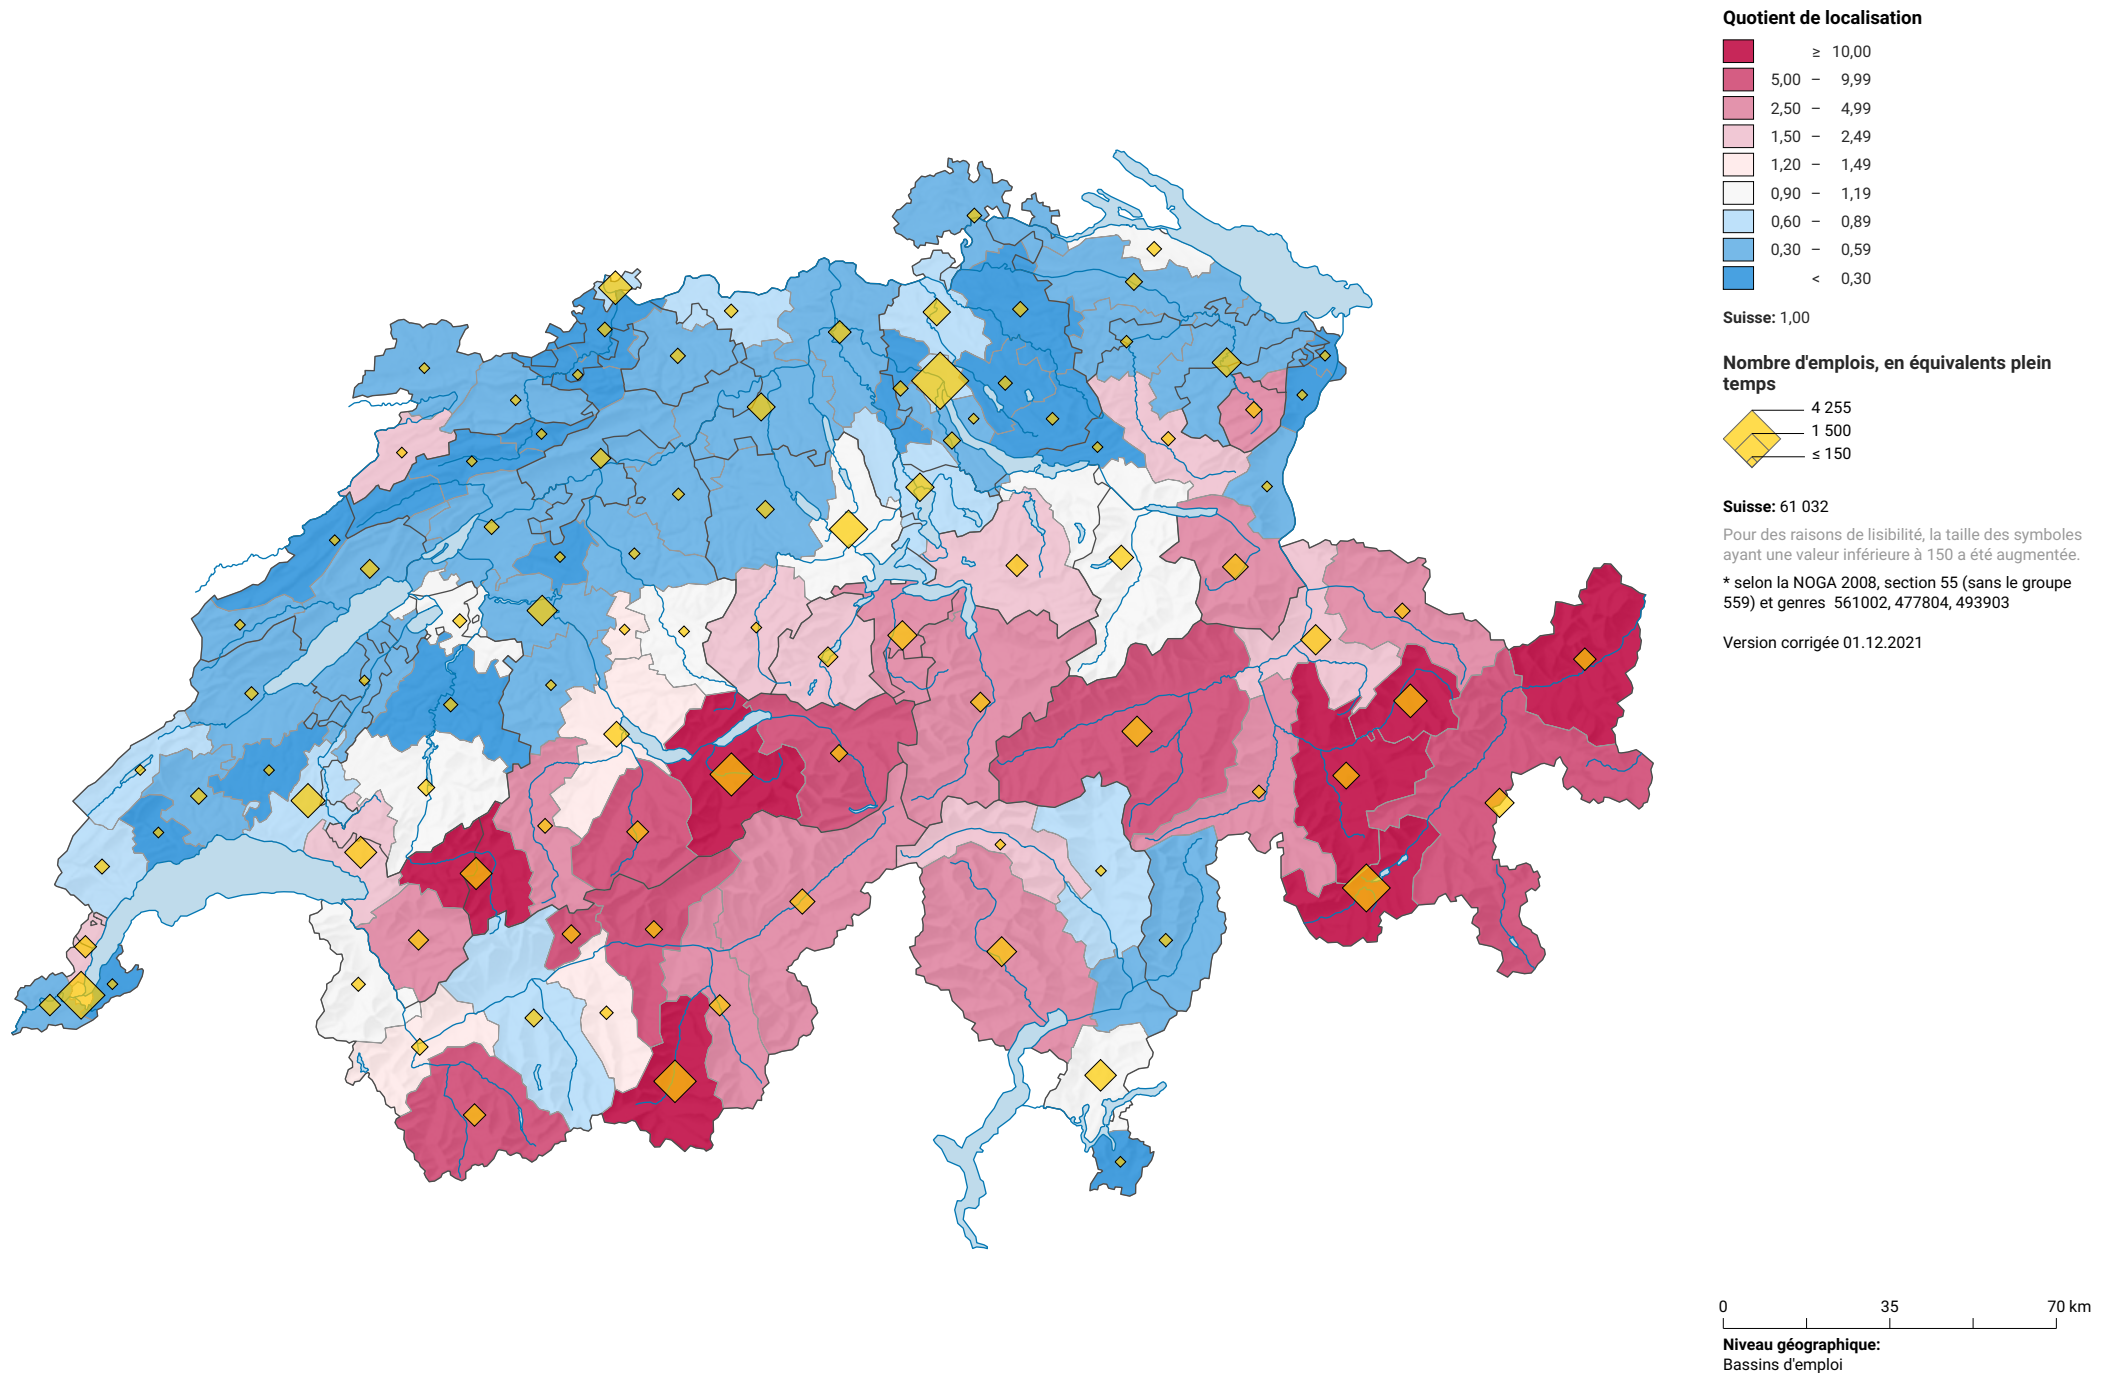 Quotient de localisation
≥ 10,00
5,00 – 9,99
2,50 – 4,99
1,50 – 2,49
1,20 – 1,49
0,90 – 1,19
0,60 – 0,89
0,30 – 0,59
< 0,30
Suisse: 1,00
Nombre d'emplois, en équivalents plein
temps
4 255
1 500
≤ 150
Suisse: 61 032
Pour des raisons de lisibilité, la taille des symboles
ayant une valeur inférieure à 150 a été augmentée.
* selon la NOGA 2008, section 55 (sans le groupe
559) et genres 561002, 477804, 493903
Version corrigée 01.12.2021
0 35 70 km
Niveau géographique:
Bassins d'emploi